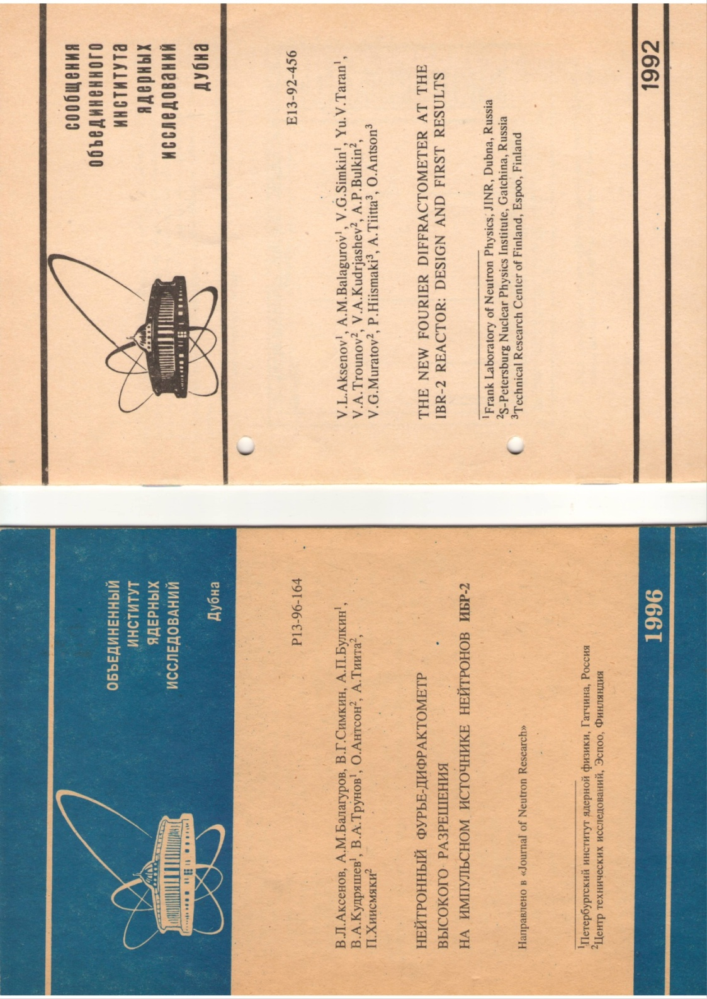 сообщения
объединенного
института
ядерных
исследований
дубна
E13-92-456
V.L.Aksenov¹, A.M.Balagurov¹, V.G.Simkin¹, Yu.V.Taran¹,
V.A.Trounov², V.A.Kudrjashev², A.P.Bulkin²,
V.G.Muratov², P.Hiismaki³, A.Tiitta³, O.Antson³
THE NEW FOURIER DIFFRACTOMETER AT THE
IBR-2 REACTOR: DESIGN AND FIRST RESULTS
¹Frank Laboratory of Neutron Physics, JINR, Dubna, Russia
²S-Petersburg Nuclear Physics Institute, Gatchina, Russia
³Technical Research Center of Finland, Espoo, Finland
1992
ОБЪЕДИНЕННЫЙ
ИНСТИТУТ
ЯДЕРНЫХ
ИССЛЕДОВАНИЙ
Дубна
P13-96-164
В.Л.Аксенов, А.М.Балагуров, В.Г.Симкин, А.П.Булкин¹,
В.А.Кудряшев¹, В.А.Трунов¹, О.Антсон², А.Тиита²,
П.Хиисмяки²
НЕЙТРОННЫЙ ФУРЬЕ-ДИФРАКТОМЕТР
ВЫСОКОГО РАЗРЕШЕНИЯ
НА ИМПУЛЬСНОМ ИСТОЧНИКЕ НЕЙТРОНОВ ИБР-2
Направлено в «Journal of Neutron Research»
¹Петербургский институт ядерной физики, Гатчина, Россия
²Центр технических исследований, Эспоо, Финляндия
1996